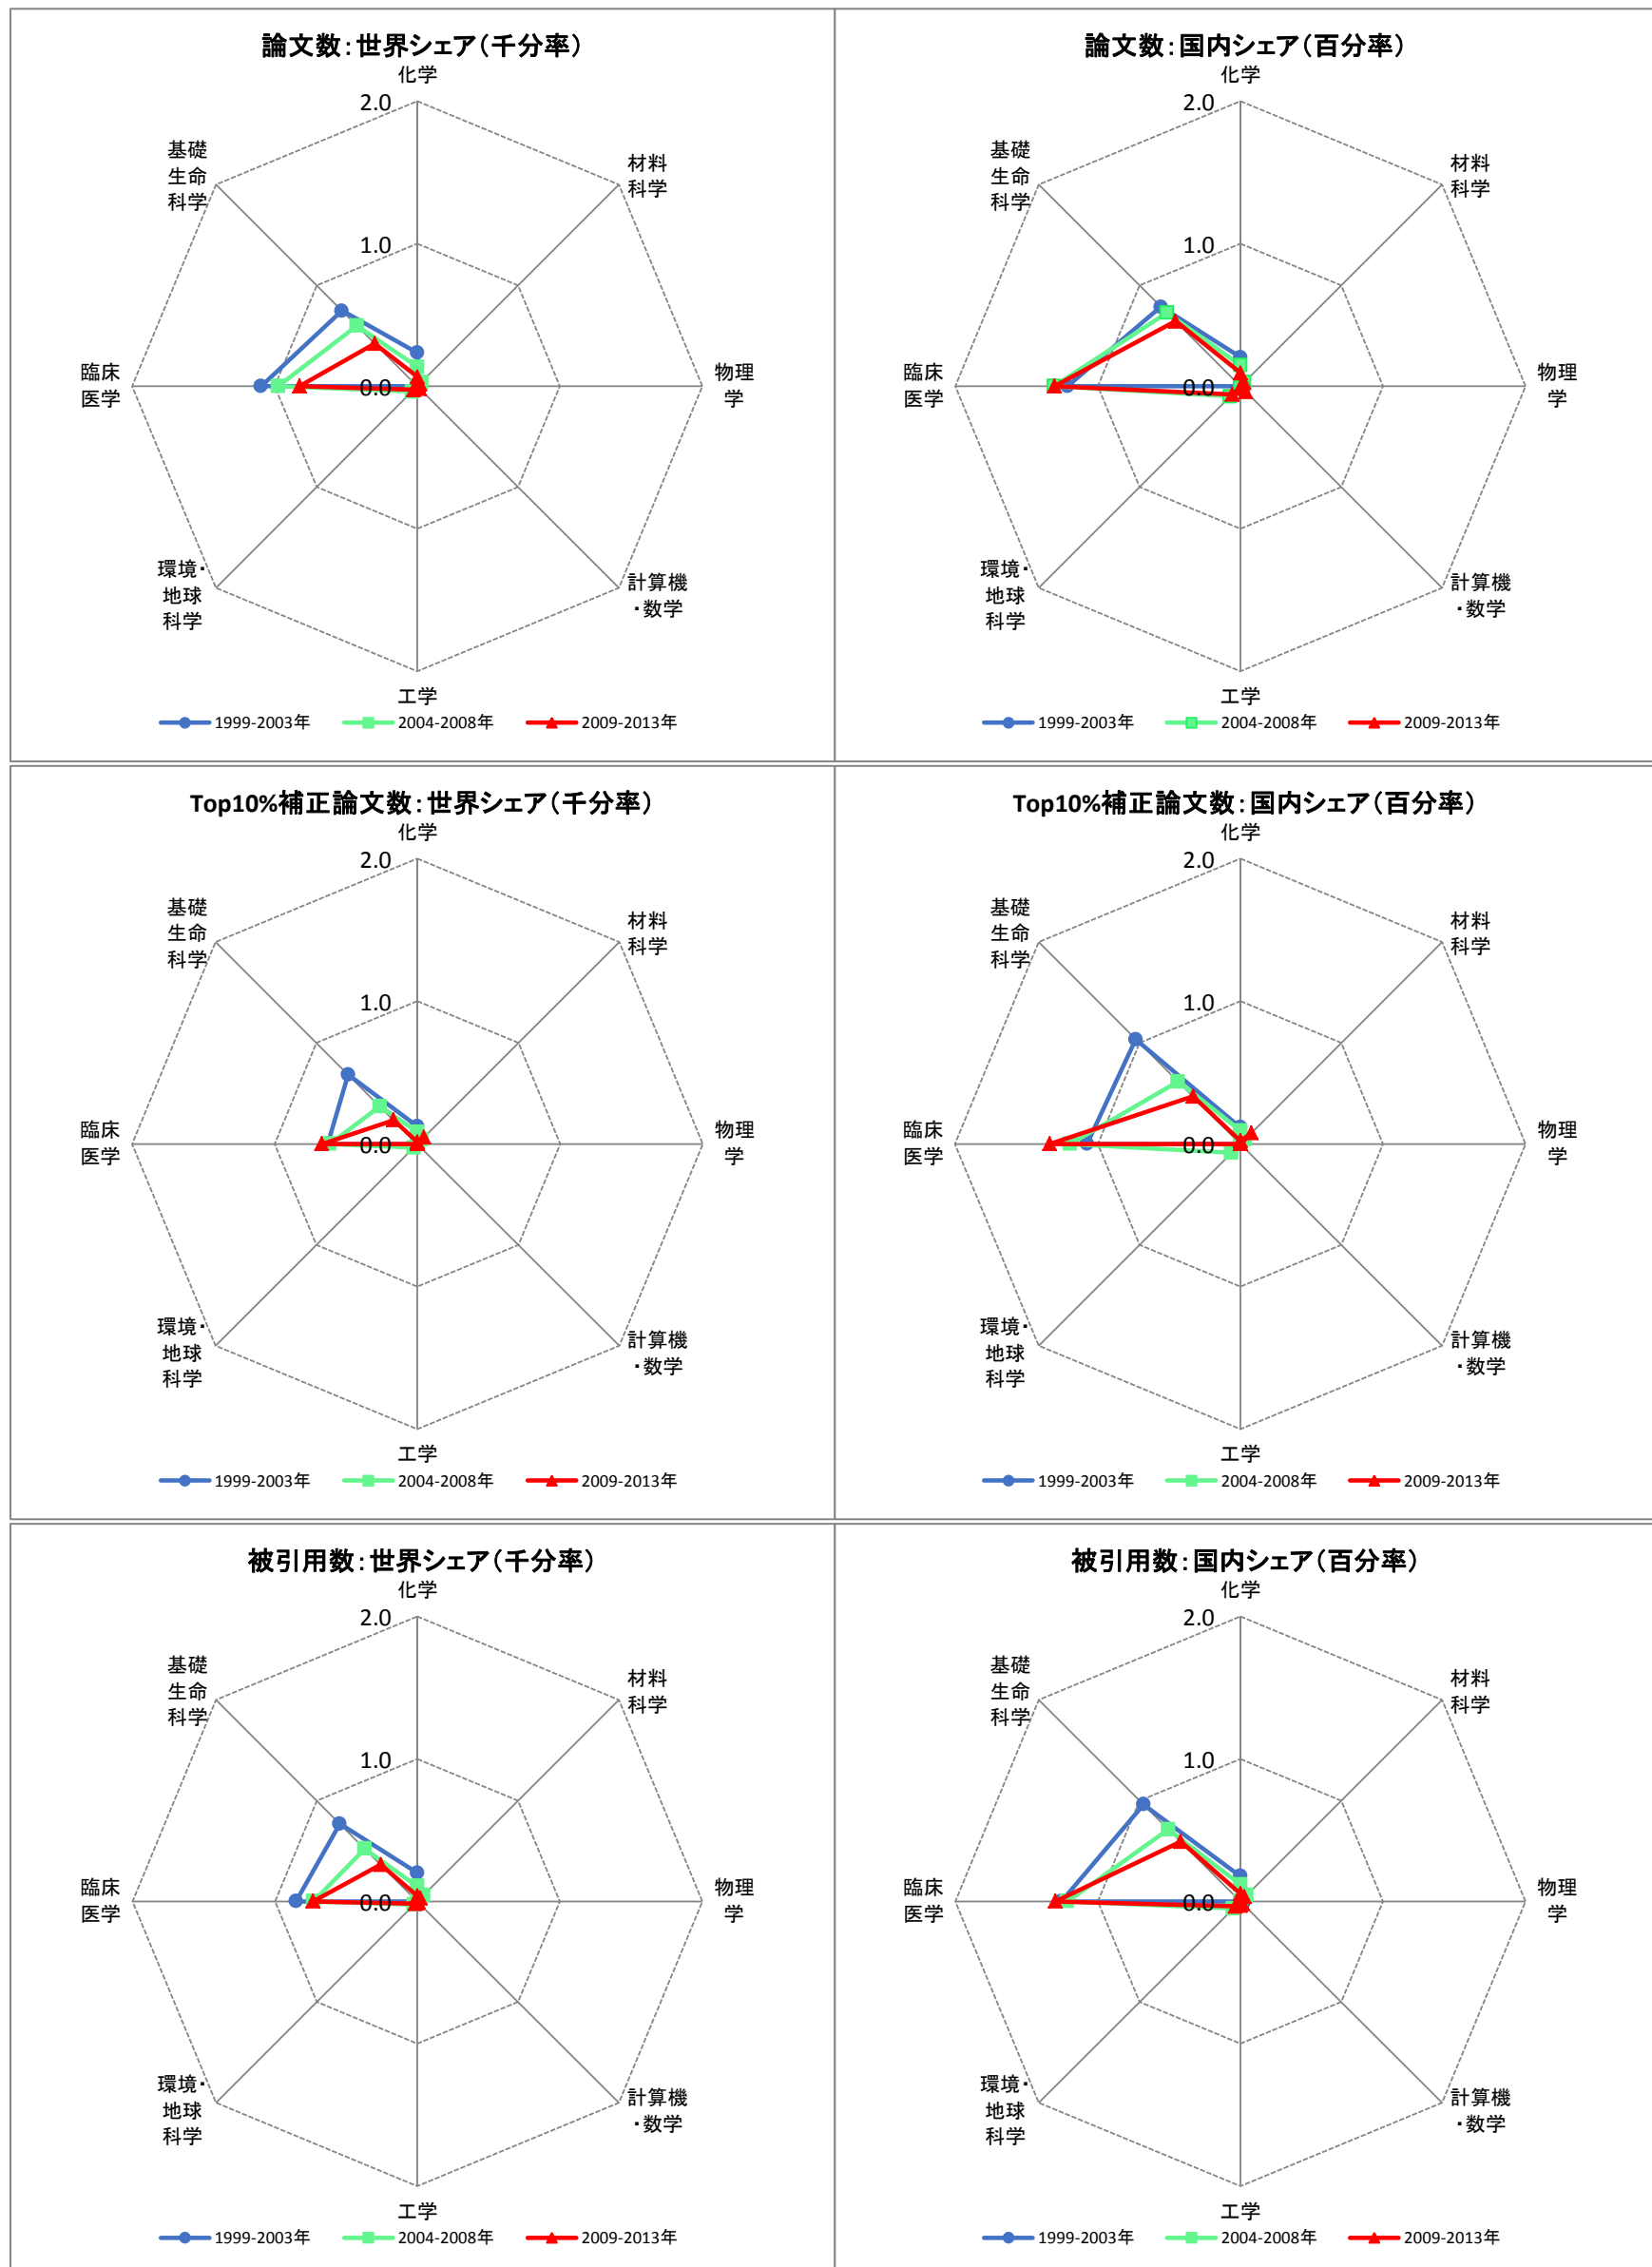 論文数：世界シェア（千分率）
化学
2.0
基礎
生命
科学
材料
科学
1.0
臨床
医学
0.0
物理
学
環境・
地球
科学
計算機
・数学
工学
1999-2003年 2004-2008年 2009-2013年
論文数：国内シェア（百分率）
化学
2.0
基礎
生命
科学
材料
科学
1.0
臨床
医学
0.0
物理
学
環境・
地球
科学
計算機
・数学
工学
1999-2003年 2004-2008年 2009-2013年
Top10%補正論文数：世界シェア（千分率）
化学
2.0
基礎
生命
科学
材料
科学
1.0
臨床
医学
0.0
物理
学
環境・
地球
科学
計算機
・数学
工学
1999-2003年 2004-2008年 2009-2013年
Top10%補正論文数：国内シェア（百分率）
化学
2.0
基礎
生命
科学
材料
科学
1.0
臨床
医学
0.0
物理
学
環境・
地球
科学
計算機
・数学
工学
1999-2003年 2004-2008年 2009-2013年
被引用数：世界シェア（千分率）
化学
2.0
基礎
生命
科学
材料
科学
1.0
臨床
医学
0.0
物理
学
環境・
地球
科学
計算機
・数学
工学
1999-2003年 2004-2008年 2009-2013年
被引用数：国内シェア（百分率）
化学
2.0
基礎
生命
科学
材料
科学
1.0
臨床
医学
0.0
物理
学
環境・
地球
科学
計算機
・数学
工学
1999-2003年 2004-2008年 2009-2013年